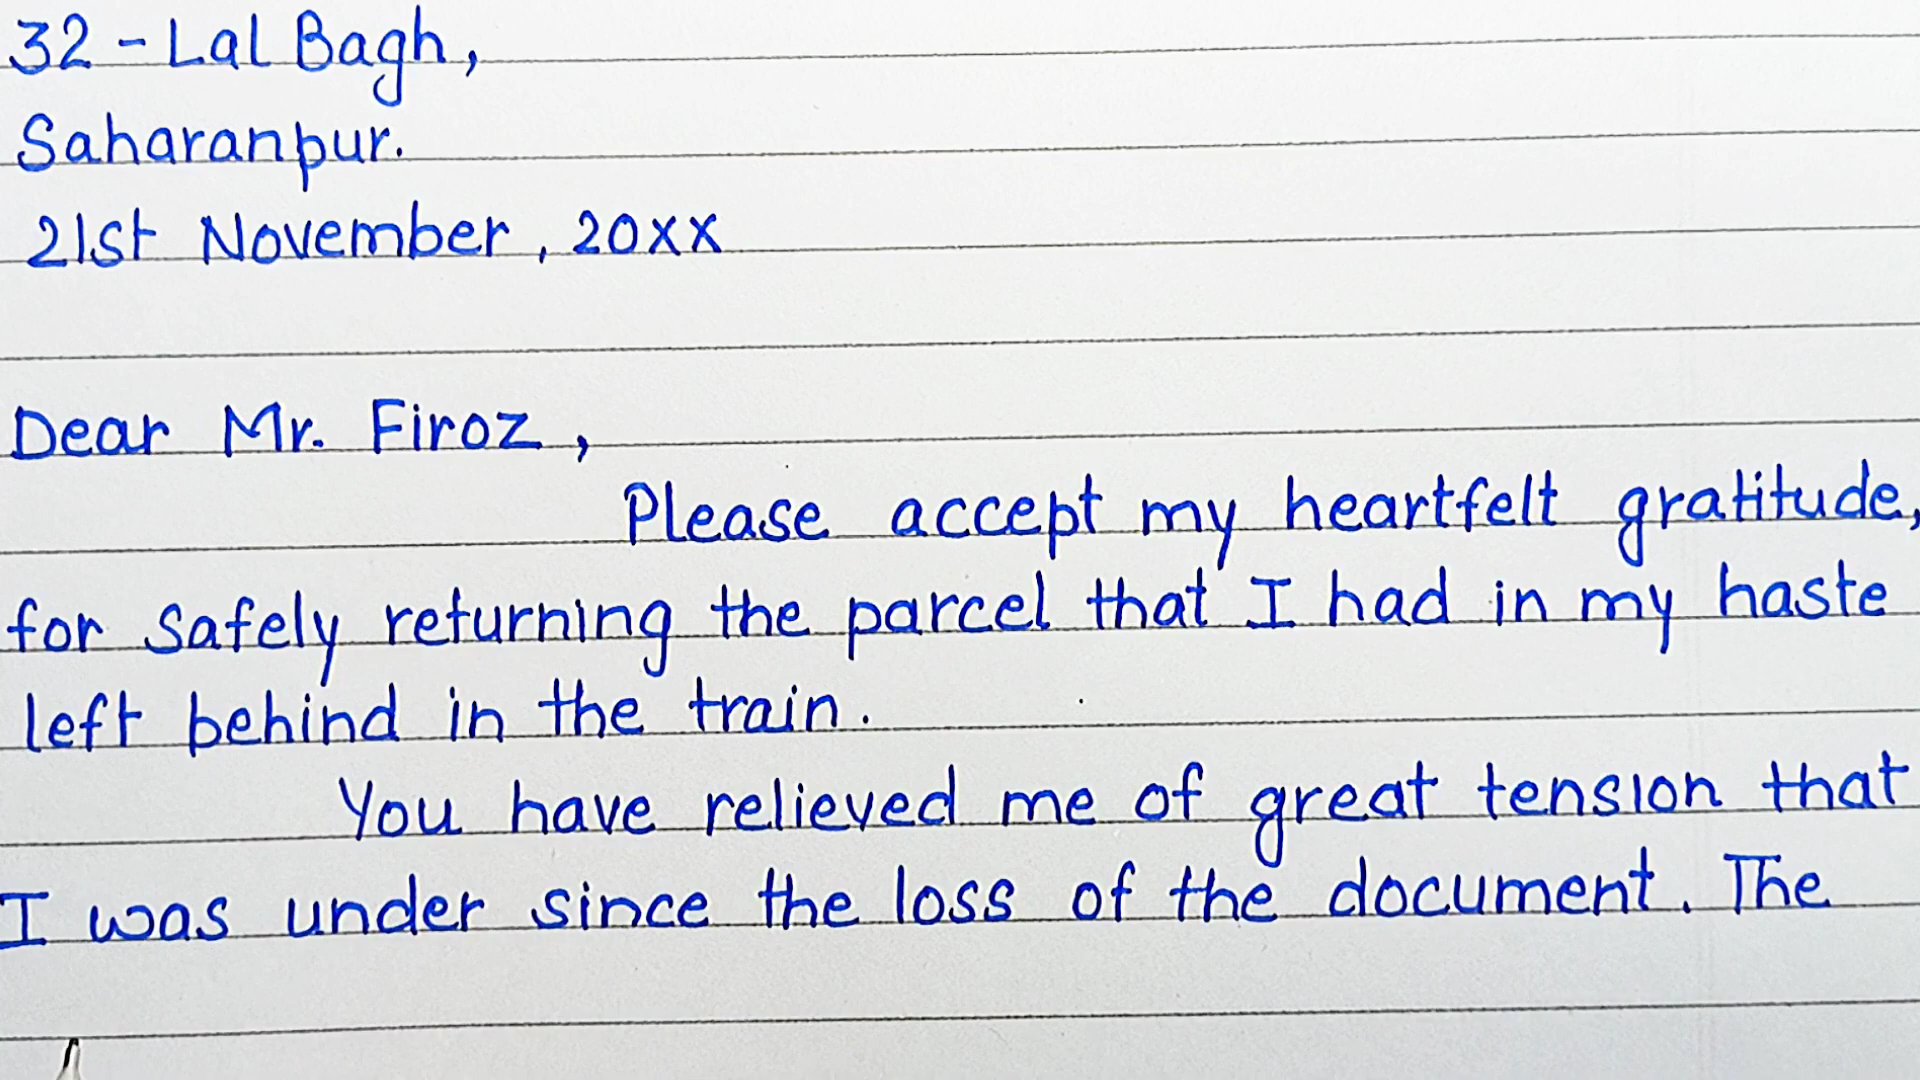 32 - Lal Bagh,
Saharanpur.
21st November, 20xx
Dear Mr. Firoz,
Please accept my heartfelt gratitude,
for safely returning the parcel that I had in my haste
left behind in the train.
You have relieved me of great tension that
I was under since the loss of the document. The